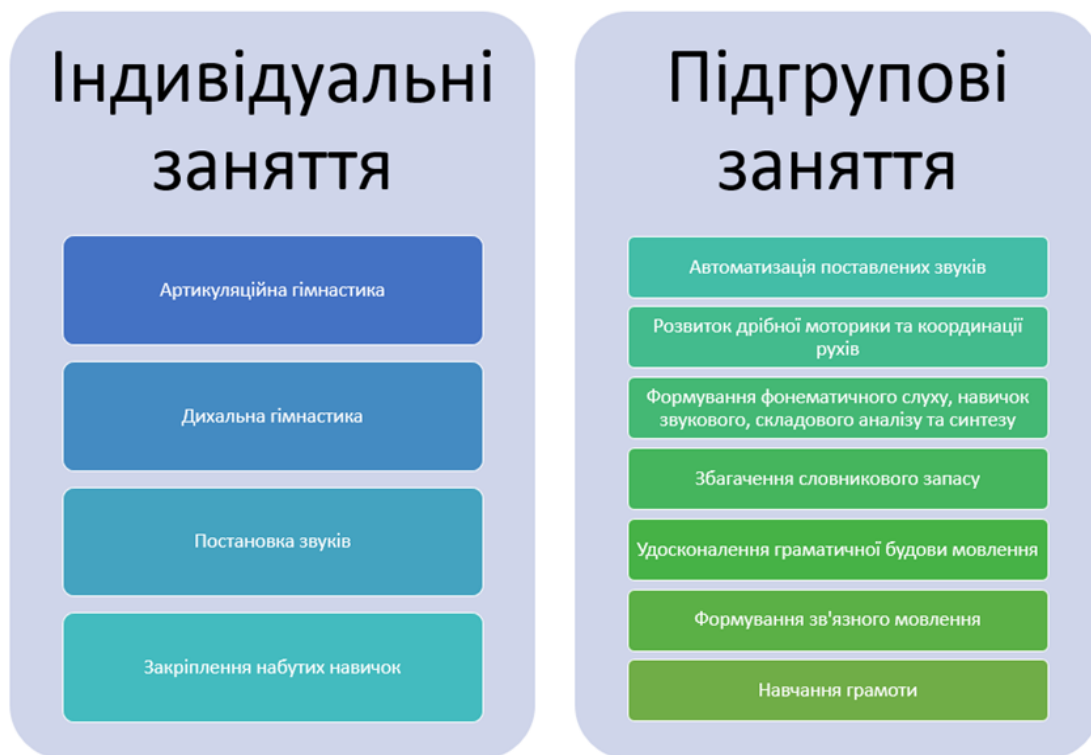 Індивідуальні
заняття
Артикуляційна гімнастика
Дихальна гімнастика
Постановка звуків
Закріплення набутих навичок
Підгрупові
заняття
Автоматизація поставлених звуків
Розвиток дрібної моторики та координації
рухів
Формування фонематичного слуху, навичок
звукового, складового аналізу та синтезу
Збагачення словникового запасу
Удосконалення граматичної будови мовлення
Формування зв'язного мовлення
Навчання грамоти